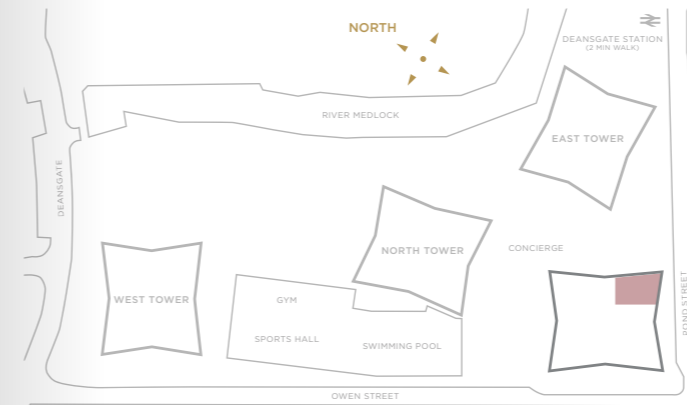 NORTH
DEANSGATE STATION
(2 MIN WALK)
RIVER MEDLOCK
EAST TOWER
DEANSGATE
NORTH TOWER
CONCIERGE
WEST TOWER
GYM
POND STREET
SPORTS HALL
SWIMMING POOL
OWEN STREET